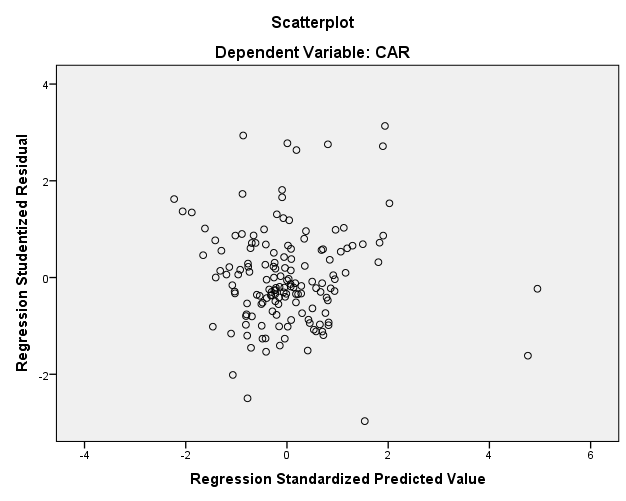 Scatterplot
Dependent Variable: CAR
Regression Studentized Residual
4
2
0
-2
-4
-2
0
2
4
6
Regression Standardized Predicted Value